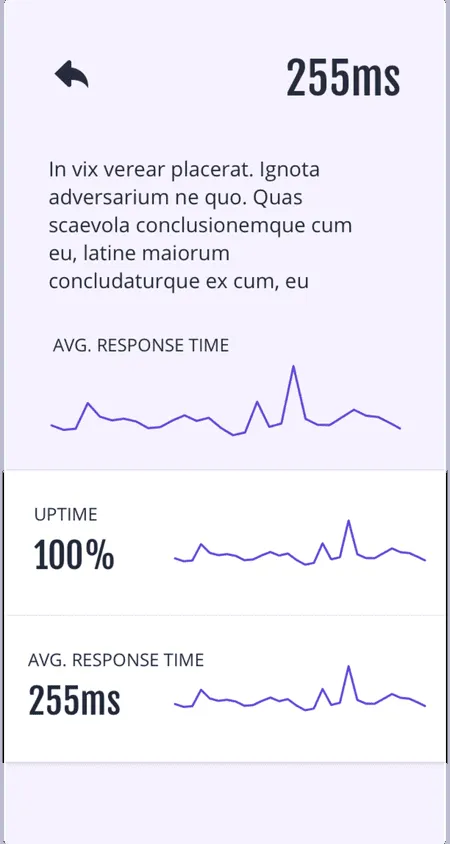 255ms
In vix verear placerat. Ignota
adversarium ne quo. Quas
scaevola conclusionemque cum
eu, latine maiorum
concludaturque ex cum, eu
AVG. RESPONSE TIME
UPTIME
100%
AVG. RESPONSE TIME
255ms